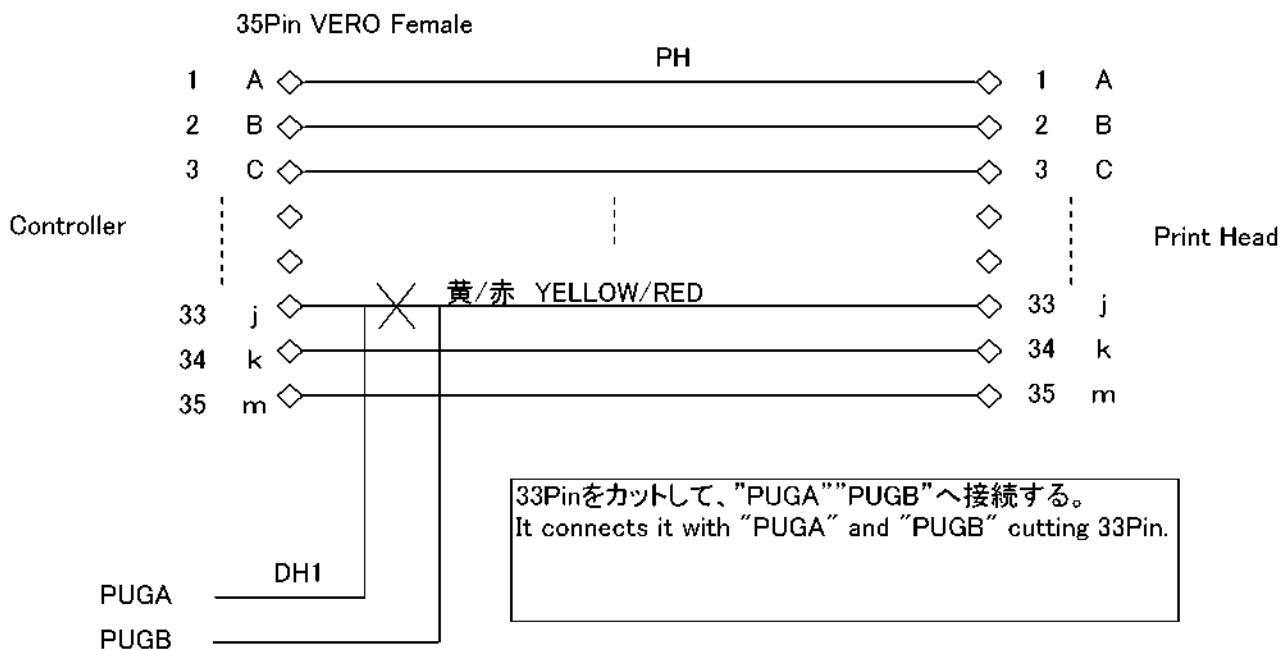 35Pin VERO Female
PH
1 A 1 A
2 B 2 B
3 C 3 C
Controller
Print Head
黄/赤 YELLOW/RED
33 j 33 j
34 k 34 k
35 m 35 m
33Pinをカットして、"PUGA""PUGB"へ接続する。
It connects it with "PUGA" and "PUGB" cutting 33Pin.
DH1
PUGA
PUGB